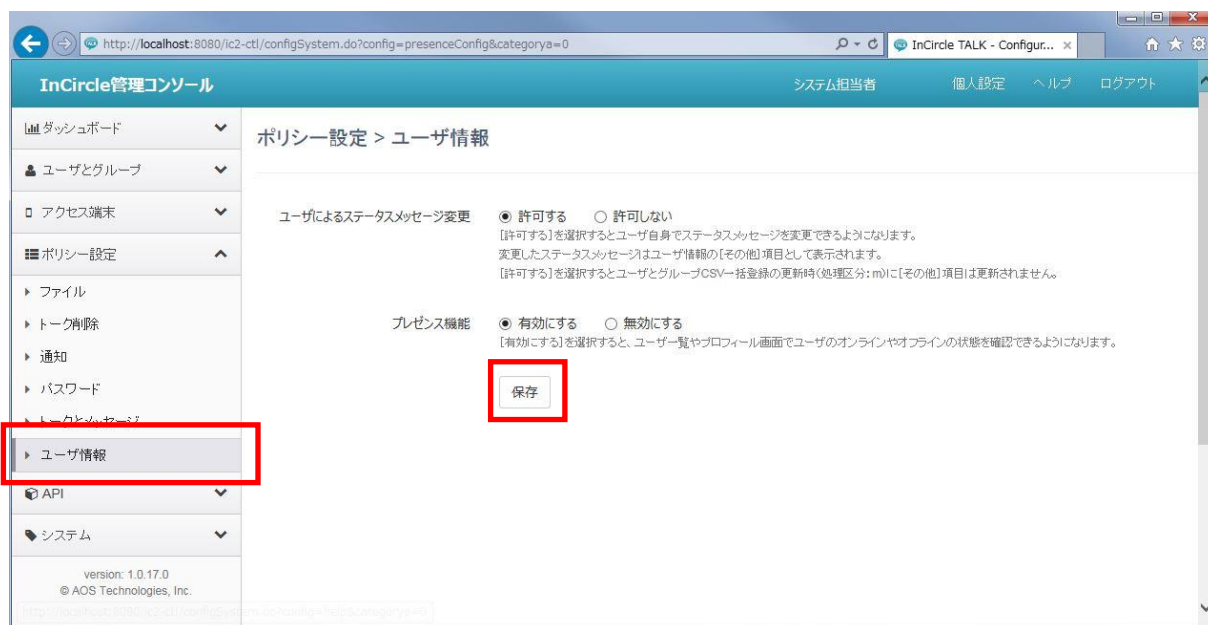 http://localhost:8080/ic2-ctl/configSystem.do?config=presenceConfig&categorya=0
InCircle TALK - Configur...
InCircle管理コンソール
システム担当者
個人設定
ヘルプ
ログアウト
ダッシュボード
ユーザとグループ
アクセス端末
ポリシー設定
ファイル
トーク削除
通知
パスワード
トークとメッセージ
ユーザ情報
API
システム
version: 1.0.17.0
© AOS Technologies, Inc.
ポリシー設定 > ユーザ情報
ユーザによるステータスメッセージ変更
許可する
許可しない
[許可する]を選択するとユーザ自身でステータスメッセージを変更できるようになります。
変更したステータスメッセージはユーザ情報の[その他]項目として表示されます。
[許可する]を選択するとユーザとグループCSV一括登録の更新時(処理区分:m)に[その他]項目は更新されません。
プレゼンス機能
有効にする
無効にする
[有効にする]を選択すると、ユーザ一覧やプロフィール画面でユーザのオンラインやオフラインの状態を確認できるようになります。
保存